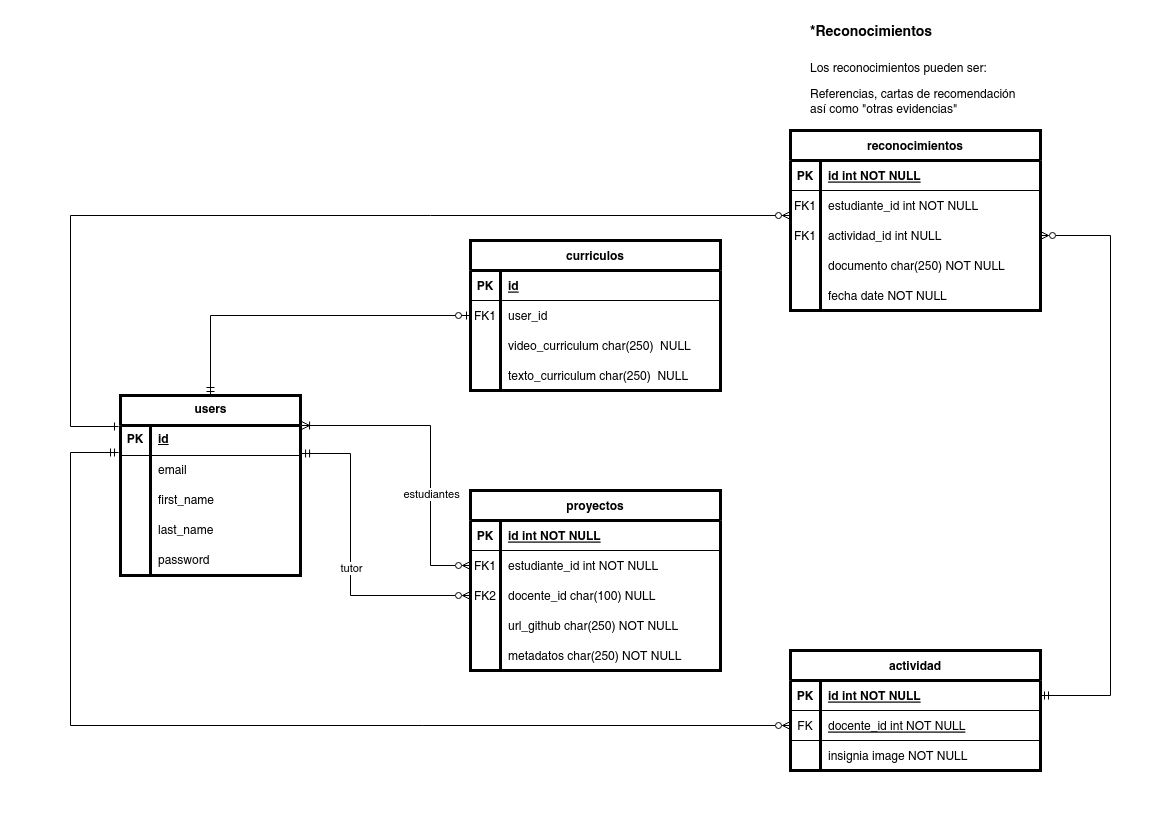 *Reconocimientos
Los reconocimientos pueden ser:
Referencias, cartas de recomendación
así como "otras evidencias"
reconocimientos
PK id int NOT NULL
FK1 estudiante_id int NOT NULL
FK1 actividad_id int NULL
documento char(250) NOT NULL
fecha date NOT NULL
curriculos
PK id
FK1 user_id
video_curriculum char(250) NULL
texto_curriculum char(250) NULL
users
PK id
email
first_name
last_name
password
estudiantes
tutor
proyectos
PK id int NOT NULL
FK1 estudiante_id int NOT NULL
FK2 docente_id char(100) NULL
url_github char(250) NOT NULL
metadatos char(250) NOT NULL
actividad
PK id int NOT NULL
FK docente_id int NOT NULL
insignia image NOT NULL